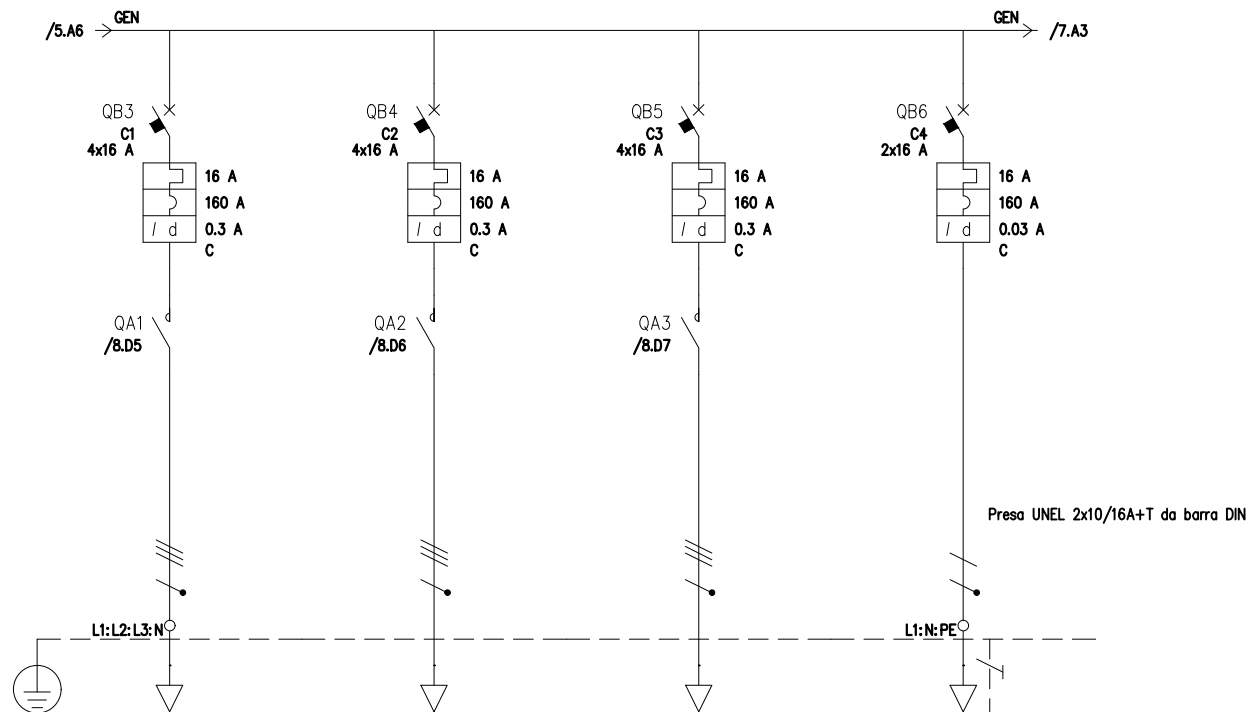 GEN
GEN
/5.A6
/7.A3
QB3
C1
4x16 A
16 A
160 A
I d
0.3 A
C
QB4
C2
4x16 A
16 A
160 A
I d
0.3 A
C
QB5
C3
4x16 A
16 A
160 A
I d
0.3 A
C
QB6
C4
2x16 A
16 A
160 A
I d
0.03 A
C
QA1
/8.D5
QA2
/8.D6
QA3
/8.D7
Presa UNEL 2x10/16A+T da barra DIN
L1:L2:L3:N
L1:N:PE